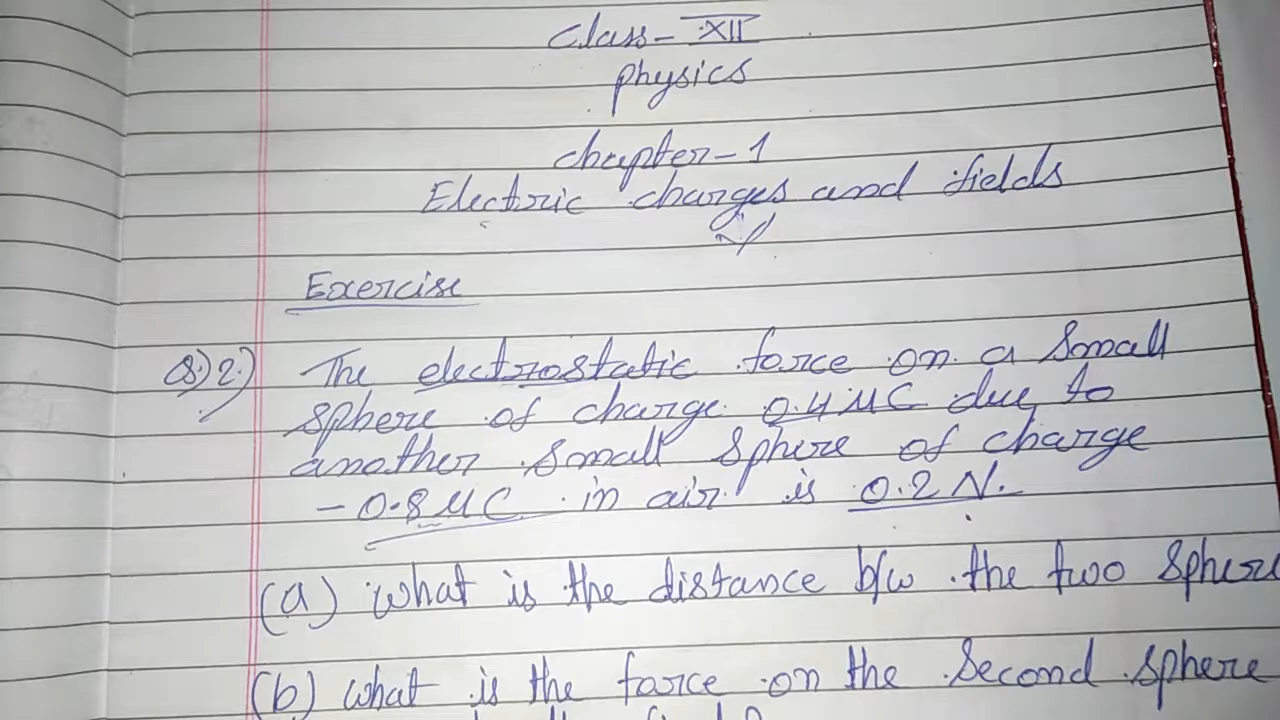 Class - XII
Physics
Chapter - 1
Electric charges and fields
Exercise
Q.) 2.) The electrostatic force on a small
sphere of charge 0.4 μC due to
another small sphere of charge
- 0.8 μC in air is 0.2 N.
(a) What is the distance b/w the two sphere
(b) What is the force on the second sphere